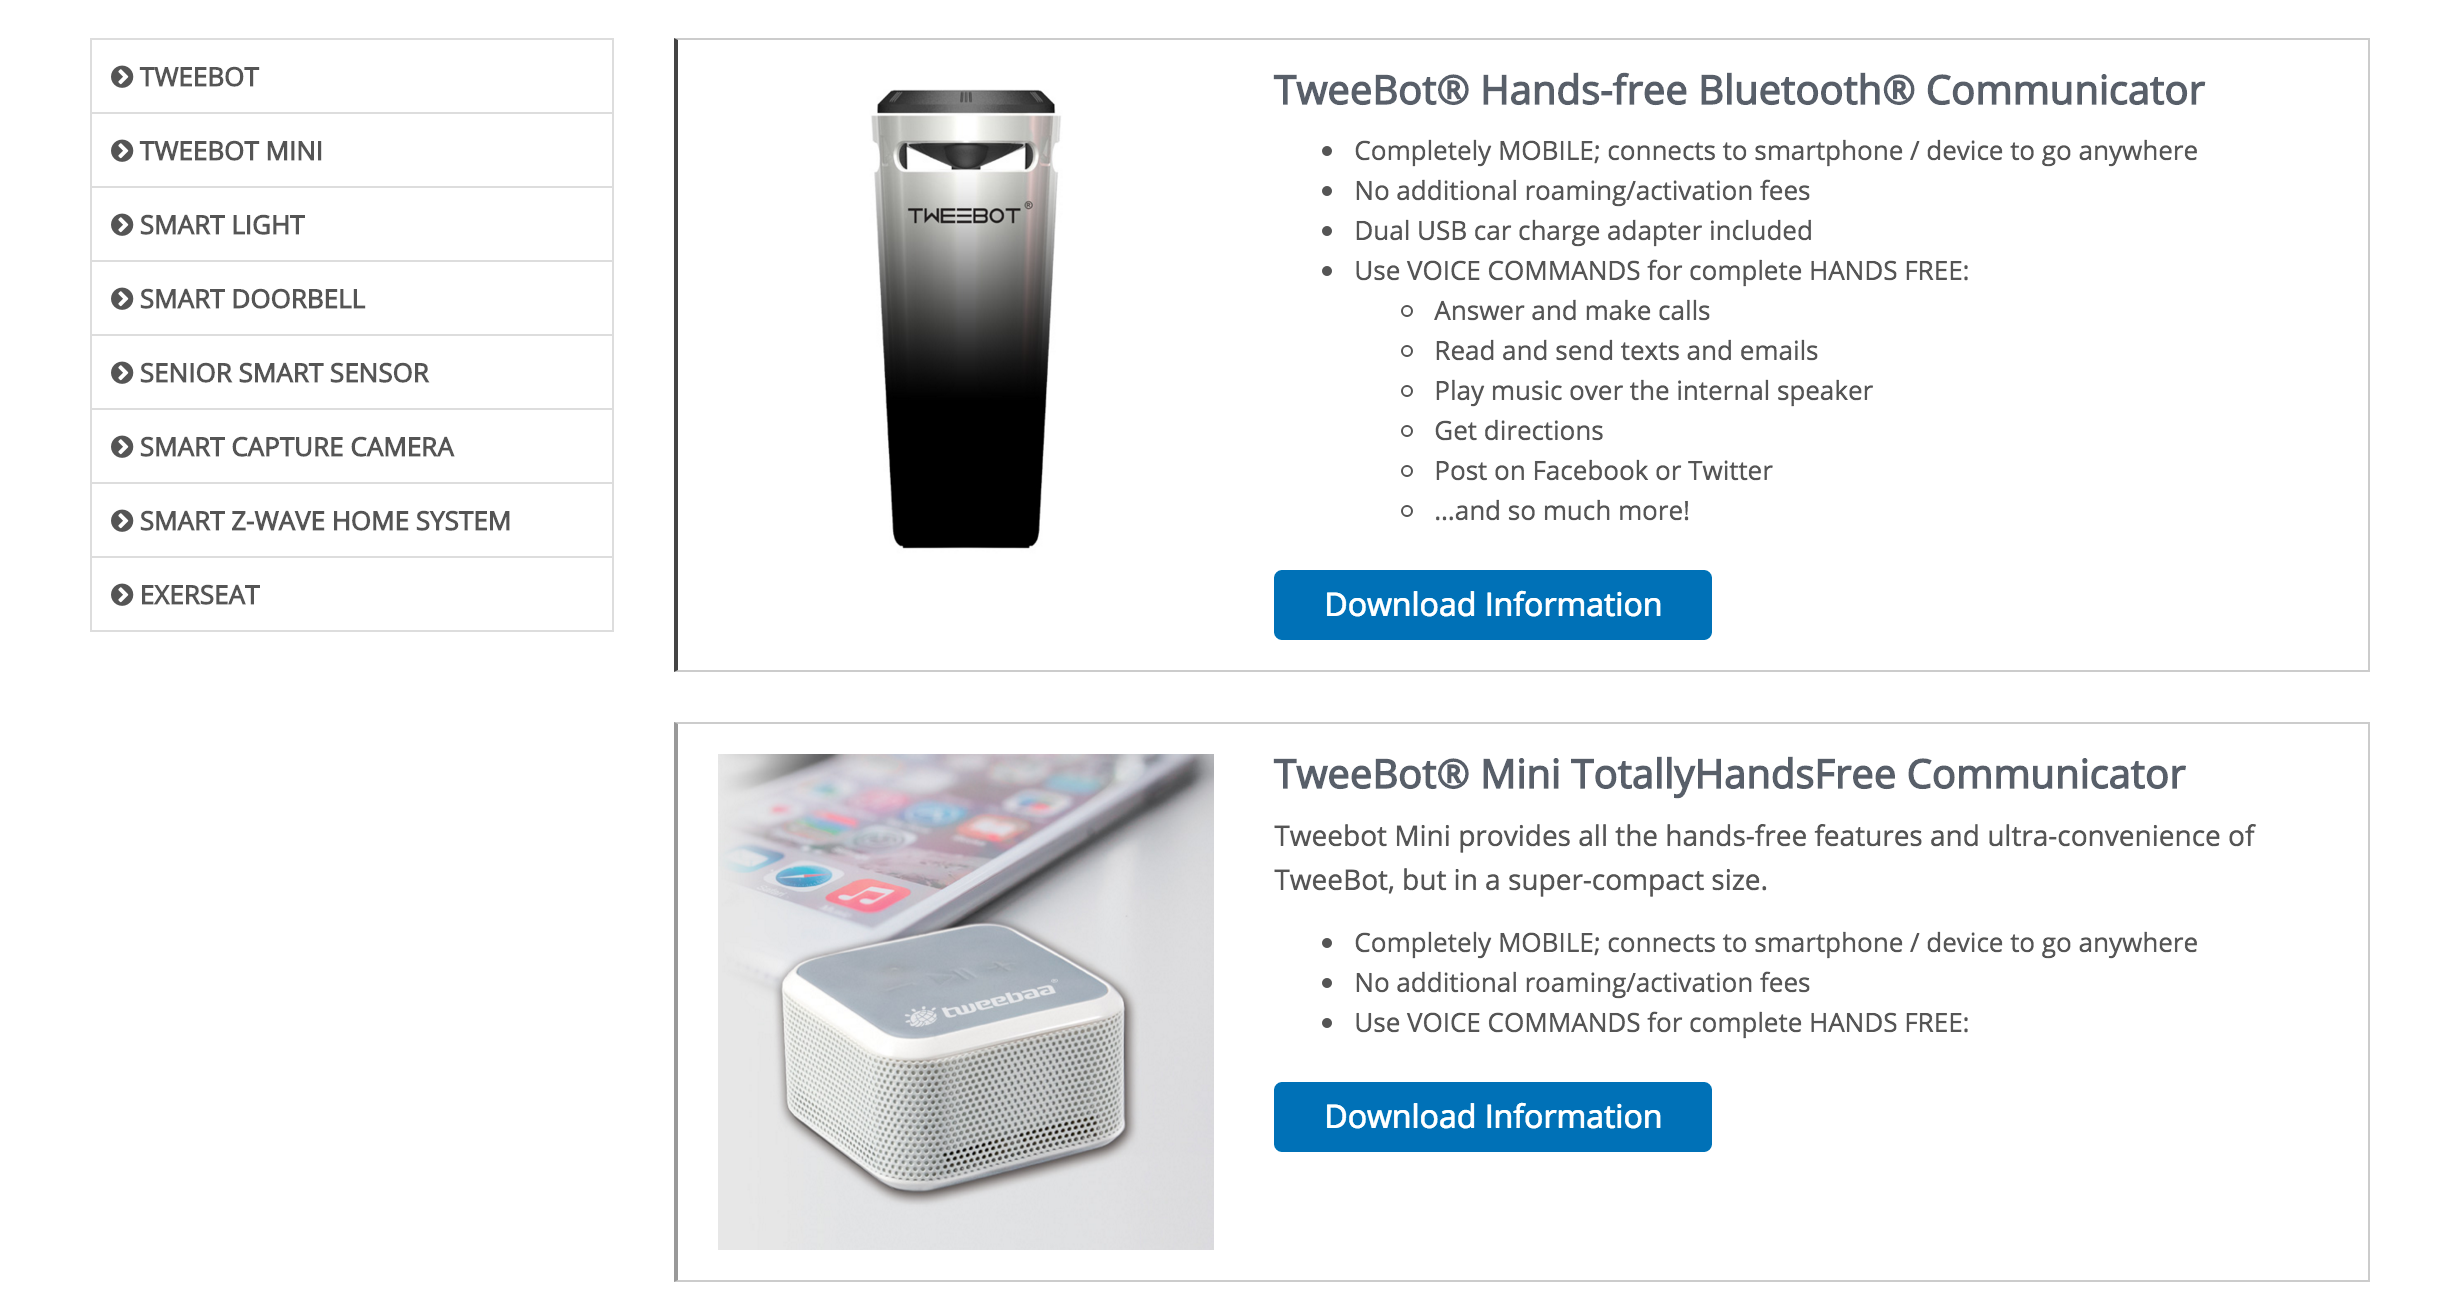 TWEEBOT
TWEEBOT MINI
SMART LIGHT
SMART DOORBELL
SENIOR SMART SENSOR
SMART CAPTURE CAMERA
SMART Z-WAVE HOME SYSTEM
EXERSEAT
TWEEBOT®
TweeBot® Hands-free Bluetooth® Communicator
Completely MOBILE; connects to smartphone / device to go anywhere
No additional roaming/activation fees
Dual USB car charge adapter included
Use VOICE COMMANDS for complete HANDS FREE:
Answer and make calls
Read and send texts and emails
Play music over the internal speaker
Get directions
Post on Facebook or Twitter
...and so much more!
Download Information
tweebaa®
TweeBot® Mini TotallyHandsFree Communicator
Tweebot Mini provides all the hands-free features and ultra-convenience of
TweeBot, but in a super-compact size.
Completely MOBILE; connects to smartphone / device to go anywhere
No additional roaming/activation fees
Use VOICE COMMANDS for complete HANDS FREE:
Download Information